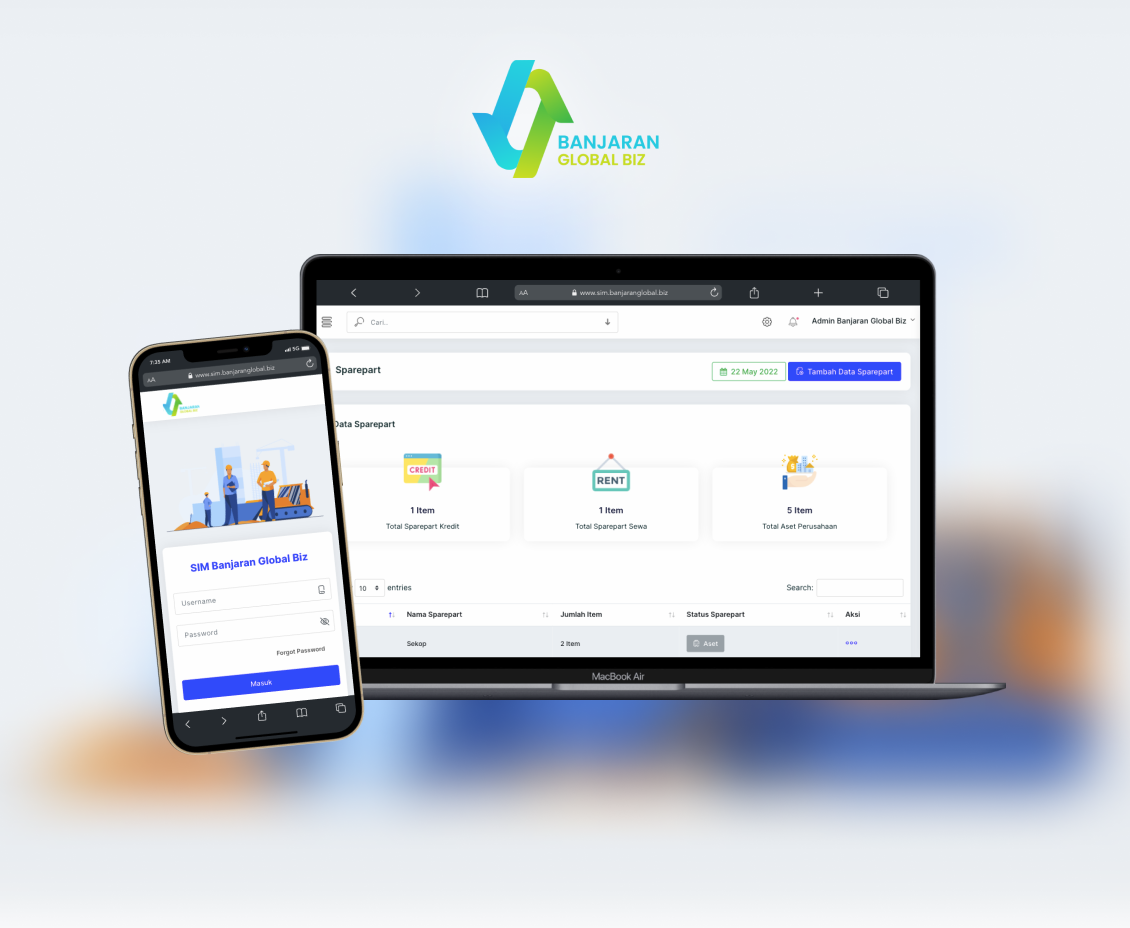 BANJARAN
GLOBAL BIZ
AA
www.sim.banjaranglobal.biz
Cari..
Admin Banjaran Global Biz
Sparepart
22 May 2022
Tambah Data Sparepart
Data Sparepart
CREDIT
RENT
1 Item
1 Item
5 Item
Total Sparepart Kredit
Total Sparepart Sewa
Total Aset Perusahaan
10
entries
Search:
Nama Sparepart
Jumlah Item
Status Sparepart
Aksi
Sekop
2 Item
Aset
MacBook Air
7:35 AM
5G
AA
www.sim.banjaranglobal.biz
BANJARAN
GLOBAL BIZ
SIM Banjaran Global Biz
Username
Password
Forgot Password
Masuk